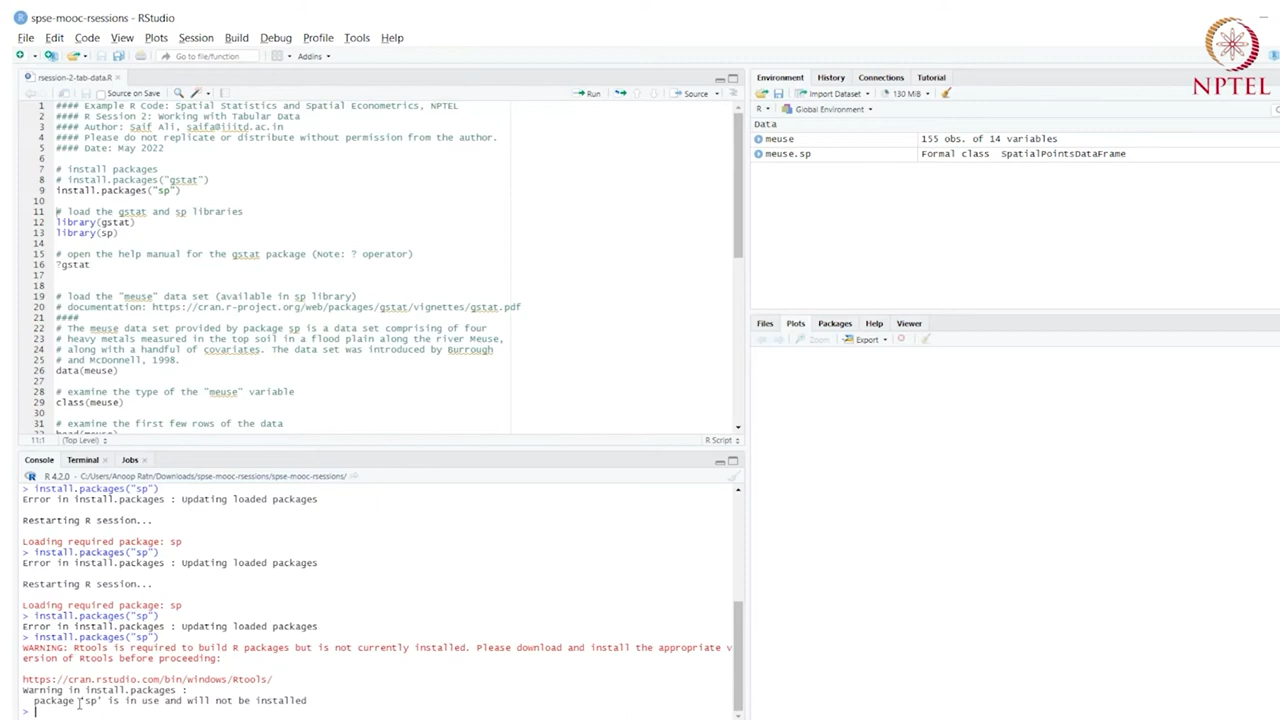 spse-mooc-rsessions - RStudio
File Edit Code View Plots Session Build Debug Profile Tools Help
Go to file/function Addins
NPTEL
rsession-2-tab-data.R
Source on Save Run Source
1 #### Example R Code: Spatial Statistics and Spatial Econometrics, NPTEL
2 #### R Session 2: Working with Tabular Data
3 #### Author: Saif Ali, saifa@iiitd.ac.in
4 #### Please do not replicate or distribute without permission from the author.
5 #### Date: May 2022
6
7 # install packages
8 # install.packages("gstat")
9 install.packages("sp")
10
11 # load the gstat and sp libraries
12 library(gstat)
13 library(sp)
14
15 # open the help manual for the gstat package (Note: ? operator)
16 ?gstat
17
18
19 # load the "meuse" data set (available in sp library)
20 # documentation: https://cran.r-project.org/web/packages/gstat/vignettes/gstat.pdf
21 ####
22 # The meuse data set provided by package sp is a data set comprising of four
23 # heavy metals measured in the top soil in a flood plain along the river Meuse,
24 # along with a handful of covariates. The data set was introduced by Burrough
25 # and McDonnell, 1998.
26 data(meuse)
27
28 # examine the type of the "meuse" variable
29 class(meuse)
30
31 # examine the first few rows of the data
11:1 (Top Level) R Script
Console Terminal Jobs
R 4.2.0 · C:/Users/Anoop Ratn/Downloads/spse-mooc-rsessions/spse-mooc-rsessions/
> install.packages("sp")
Error in install.packages : Updating loaded packages
Restarting R session...
Loading required package: sp
> install.packages("sp")
Error in install.packages : Updating loaded packages
Restarting R session...
Loading required package: sp
> install.packages("sp")
Error in install.packages : Updating loaded packages
> install.packages("sp")
WARNING: Rtools is required to build R packages but is not currently installed. Please download and install the appropriate v
ersion of Rtools before proceeding:
https://cran.rstudio.com/bin/windows/Rtools/
Warning in install.packages :
package ‘sp’ is in use and will not be installed
>
Environment History Connections Tutorial
Import Dataset 130 MiB
R Global Environment
Data
meuse 155 obs. of 14 variables
meuse.sp Formal class SpatialPointsDataFrame
Files Plots Packages Help Viewer
Zoom Export